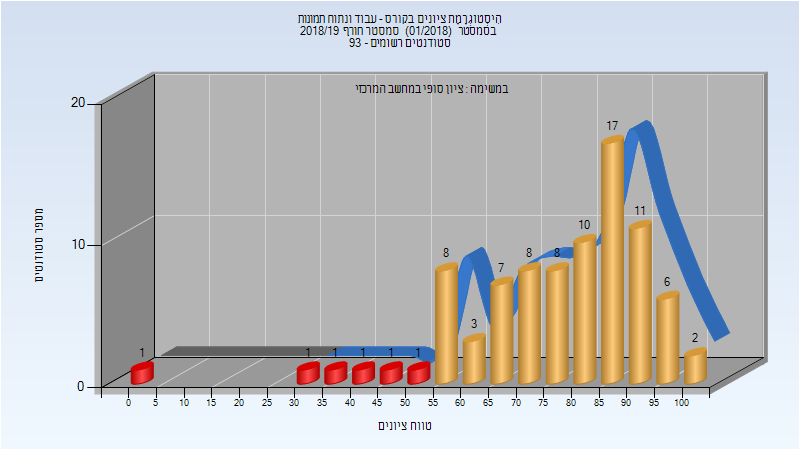 היסטוגרמת ציונים בקורס - עבוד ונתוח תמונות
בסמסטר (01/2018) סמסטר חורף 2018/19
סטודנטים רשומים - 93
במשימה : ציון סופי במחשב המרכזי
20
10
0
מספר סטודנטים
1 1 1 1 1 1 8 3 7 8 8 10 17 11 6 2
0 5 10 15 20 25 30 35 40 45 50 55 60 65 70 75 80 85 90 95 100
טווח ציונים